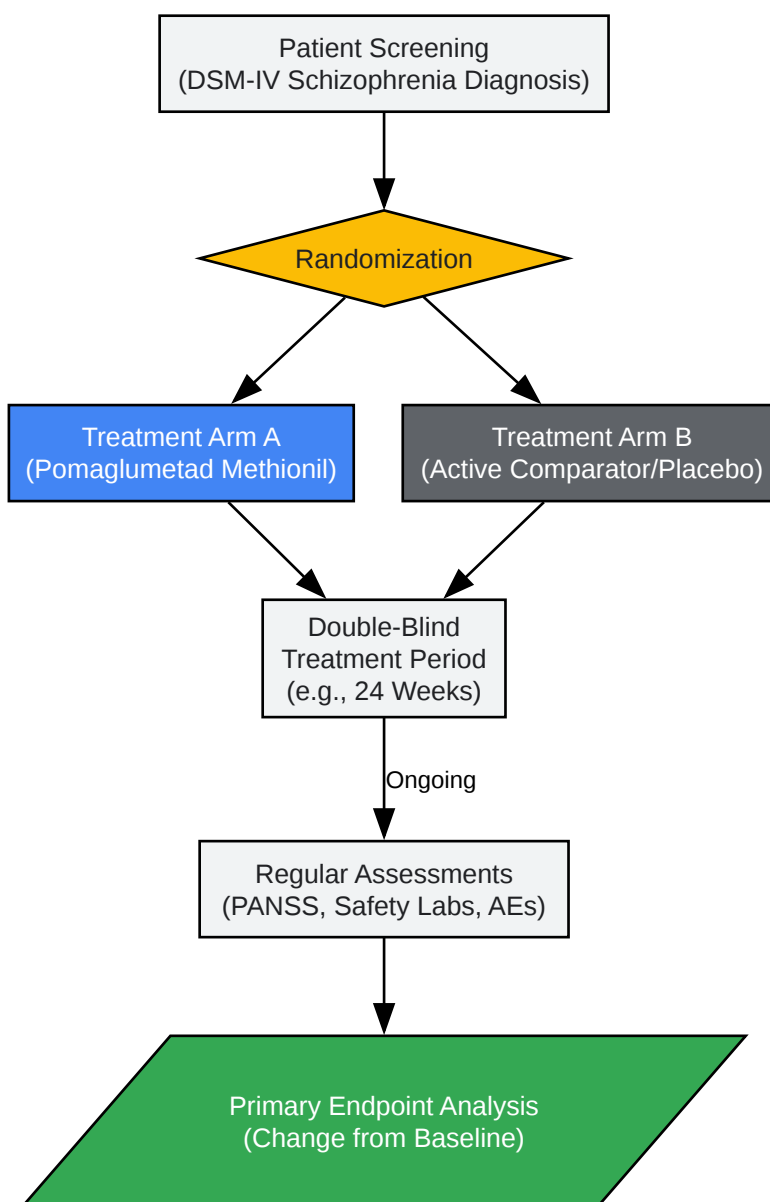 Patient Screening
(DSM-IV Schizophrenia Diagnosis)
Randomization
Treatment Arm A
(Pomaglumetad Methionil)
Treatment Arm B
(Active Comparator/Placebo)
Double-Blind
Treatment Period
(e.g., 24 Weeks)
Ongoing
Regular Assessments
(PANSS, Safety Labs, AEs)
Primary Endpoint Analysis
(Change from Baseline)